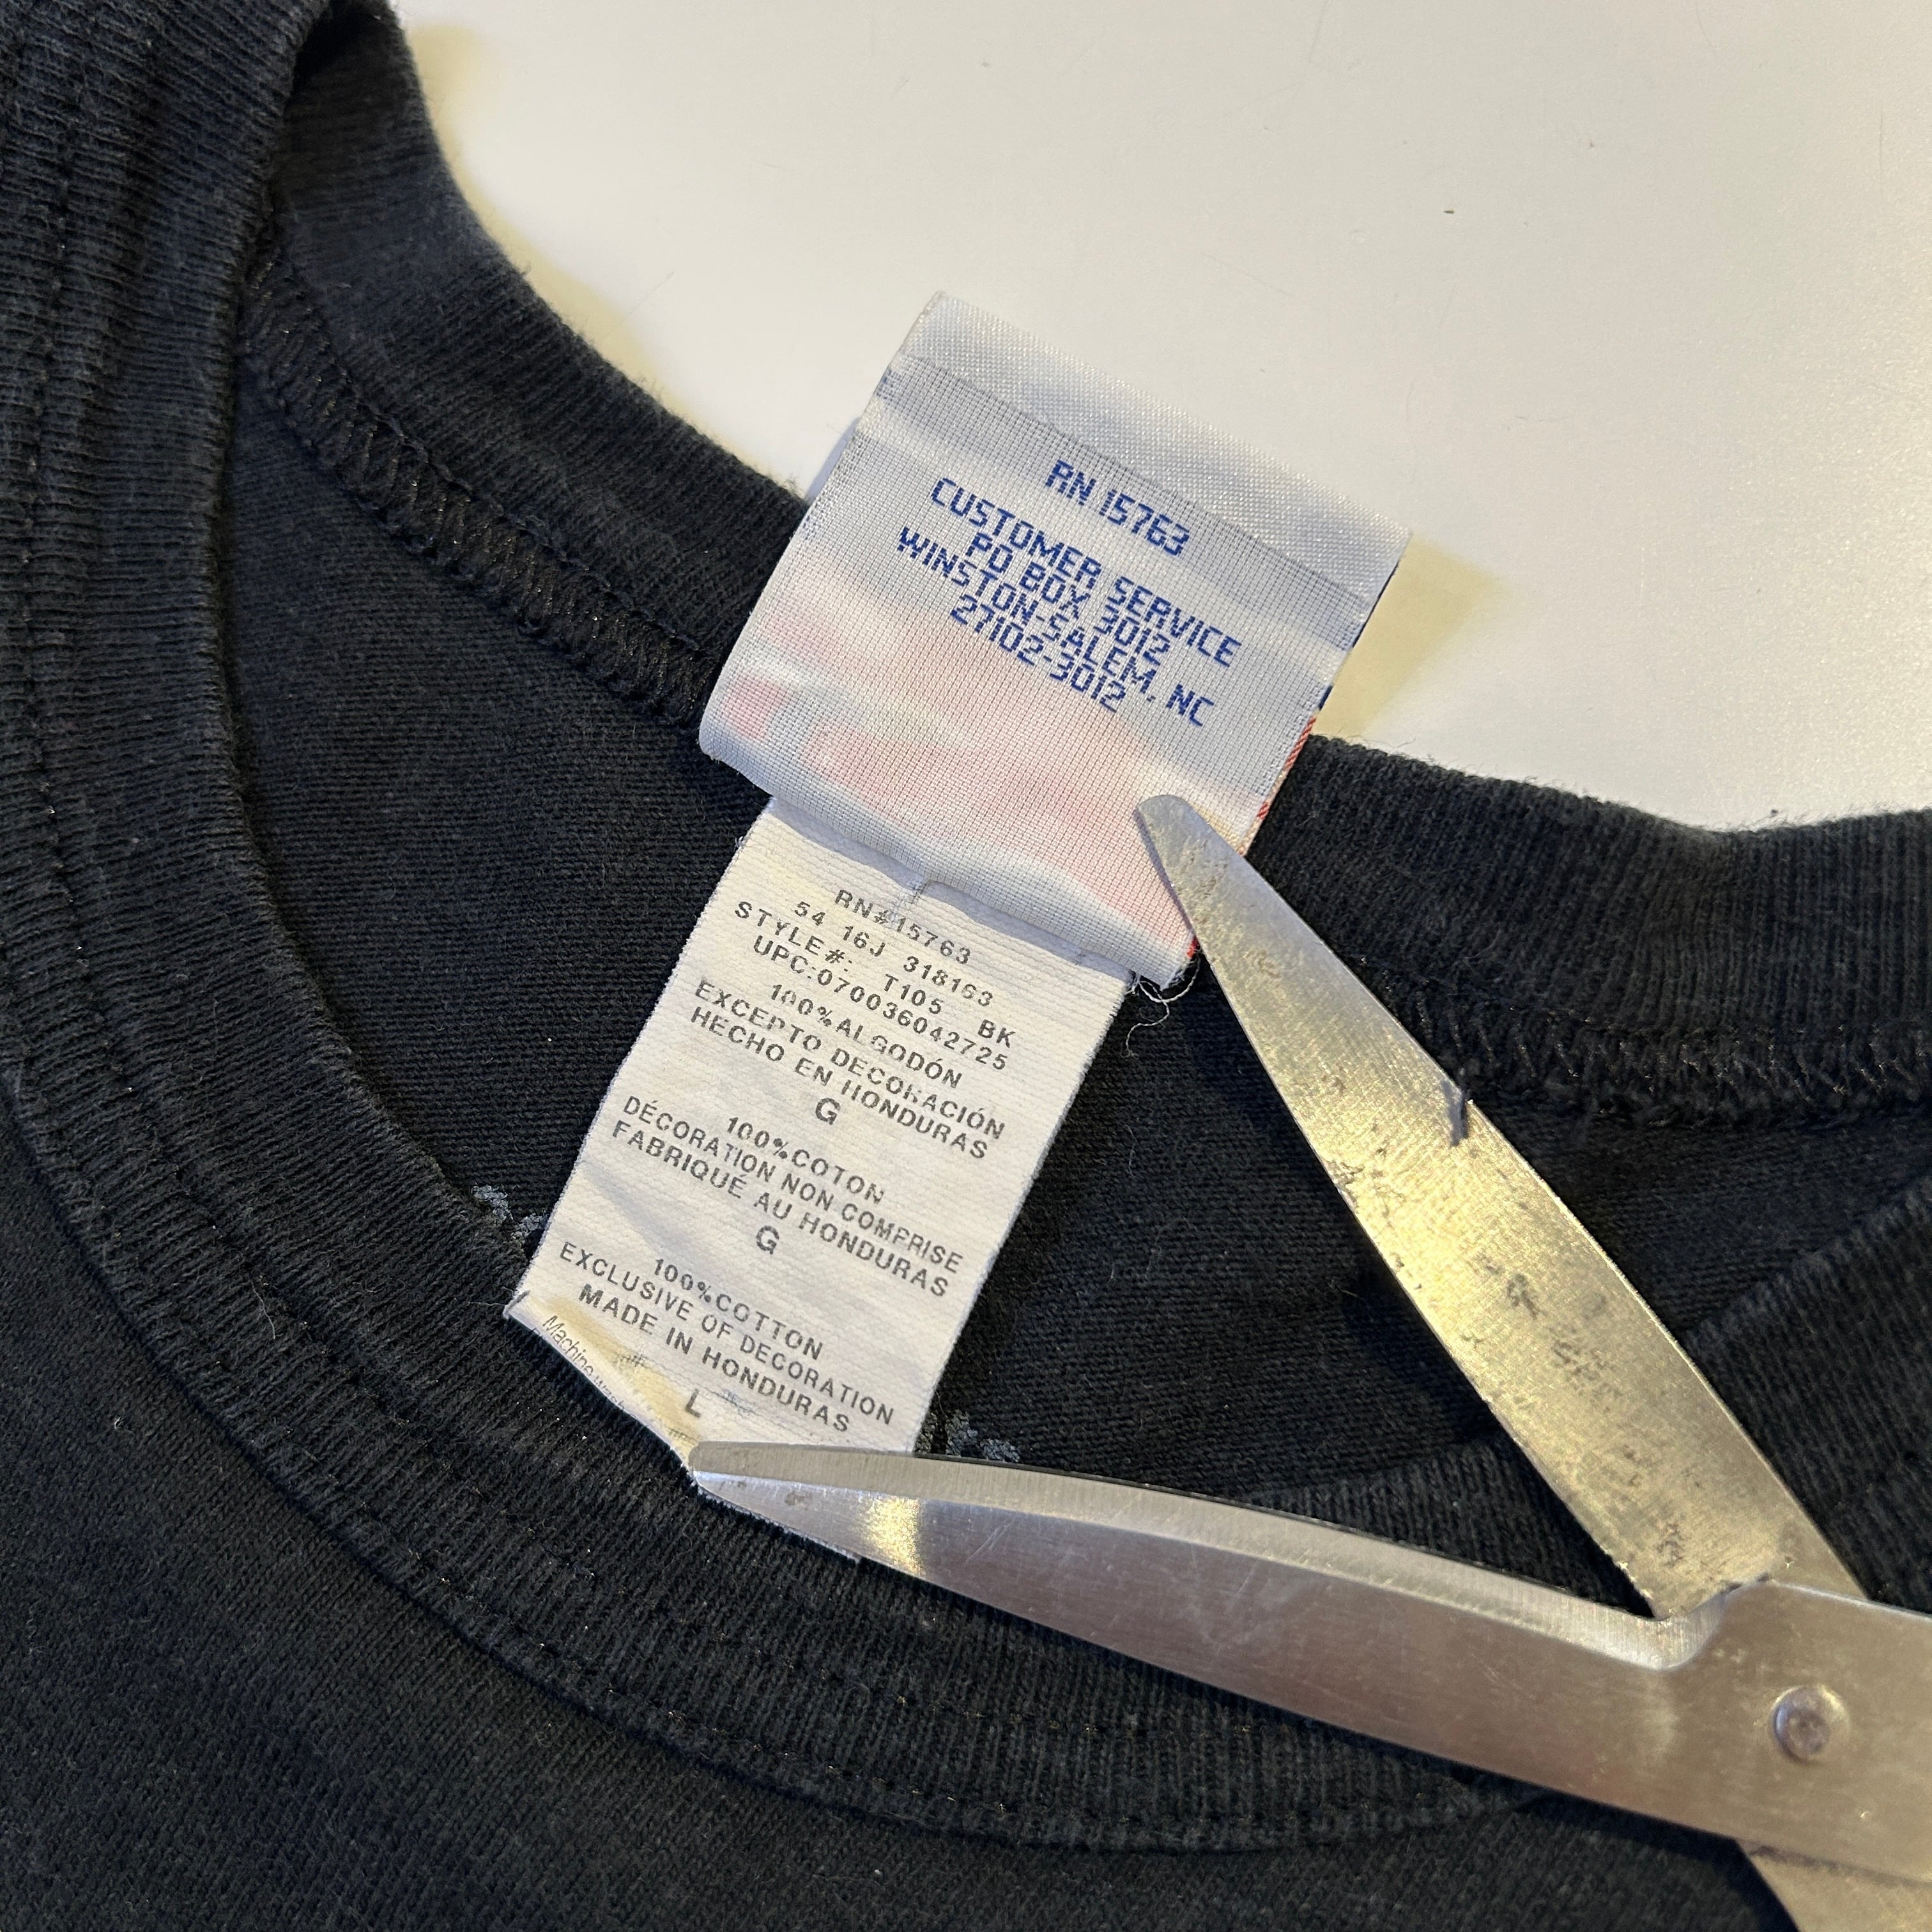 RN 15763
CUSTOMER SERVICE
PO BOX 3012
WINSTON-SALEM, NC
27102-3012
RN#15763
54 16J 318163
STYLE#: T105 BK
UPC:070036042725
100%ALGODÓN
EXCEPTO DECORACIÓN
HECHO EN HONDURAS
G
100%COTON
DÉCORATION NON COMPRISE
FABRIQUÉ AU HONDURAS
G
100%COTTON
EXCLUSIVE OF DECORATION
MADE IN HONDURAS
L
Machine